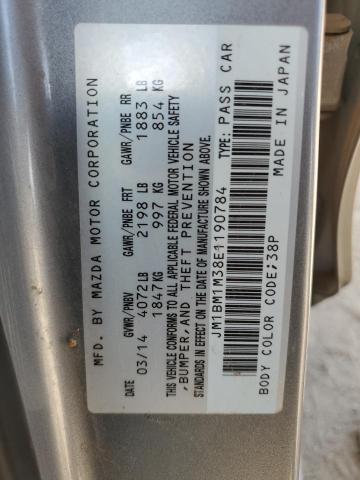 MFD. BY MAZDA MOTOR CORPORATION
DATE GVWR/PNBV GAWR/PNBE FRT GAWR/PNBE RR
03/14 4072LB 2198 LB 1883 LB
1847KG 997 KG 854 KG
THIS VEHICLE CONFORMS TO ALL APPLICABLE FEDERAL MOTOR VEHICLE SAFETY
,BUMPER,AND THEFT PREVENTION
STANDARDS IN EFFECT ON THE DATE OF MANUFACTURE SHOWN ABOVE.
JM1BM1M38E1190784 TYPE: PASS CAR
BODY COLOR CODE;38P MADE IN JAPAN